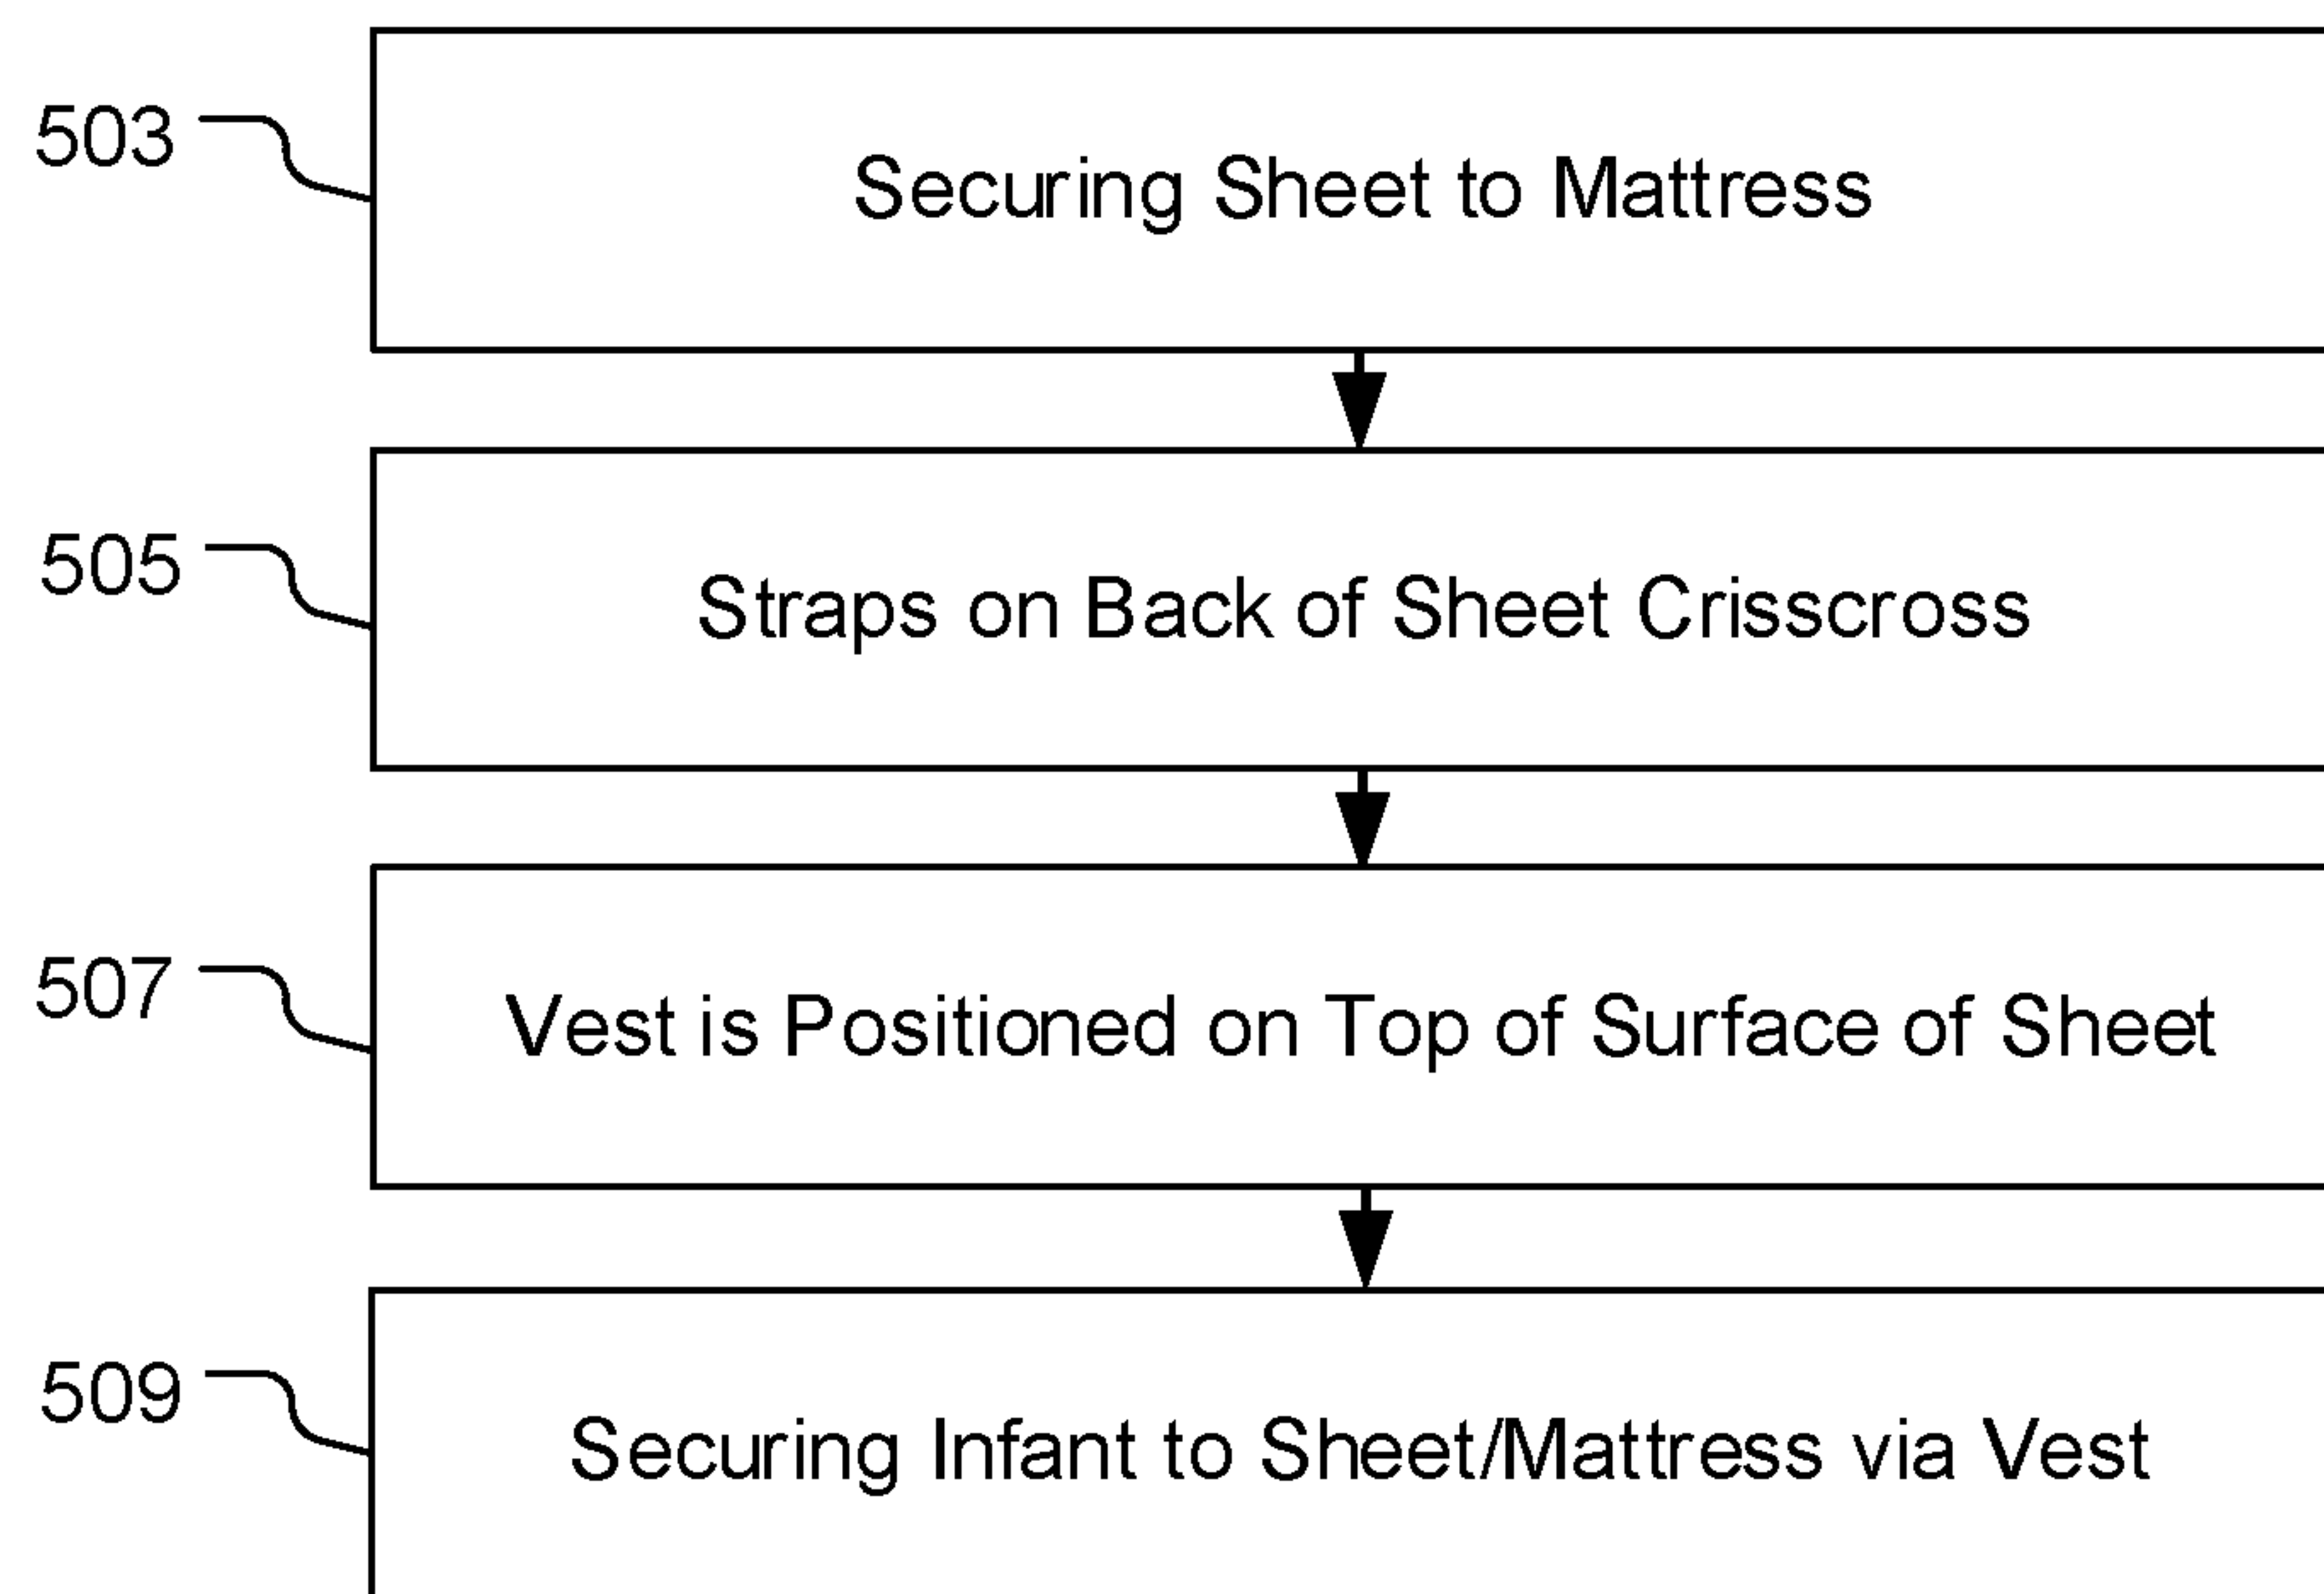 503
Securing Sheet to Mattress
505
Straps on Back of Sheet Crisscross
507
Vest is Positioned on Top of Surface of Sheet
509
Securing Infant to Sheet/Mattress via Vest